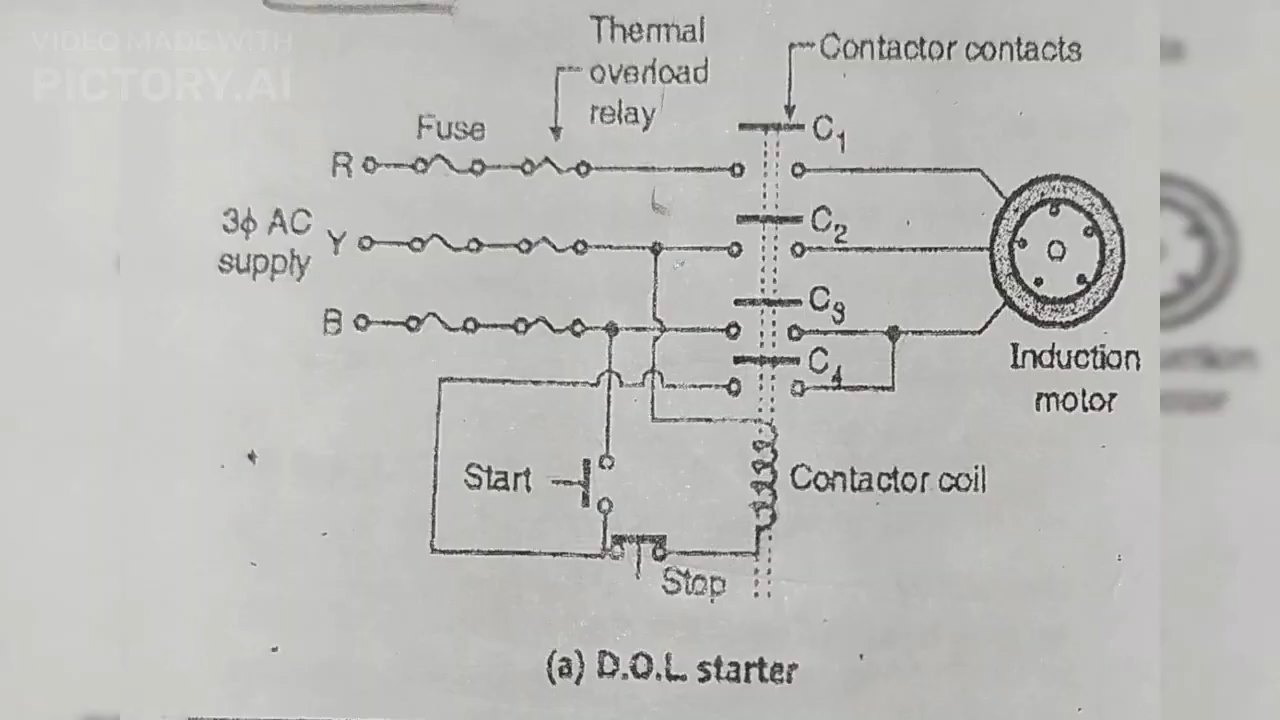 VIDEO MADE WITH
PICTORY.AI
Thermal
overload
relay
Contactor contacts
Fuse
C1
R
3ϕ AC
supply
Y
C2
B
C3
C4
Induction
motor
Start
Contactor coil
Stop
(a) D.O.L. starter